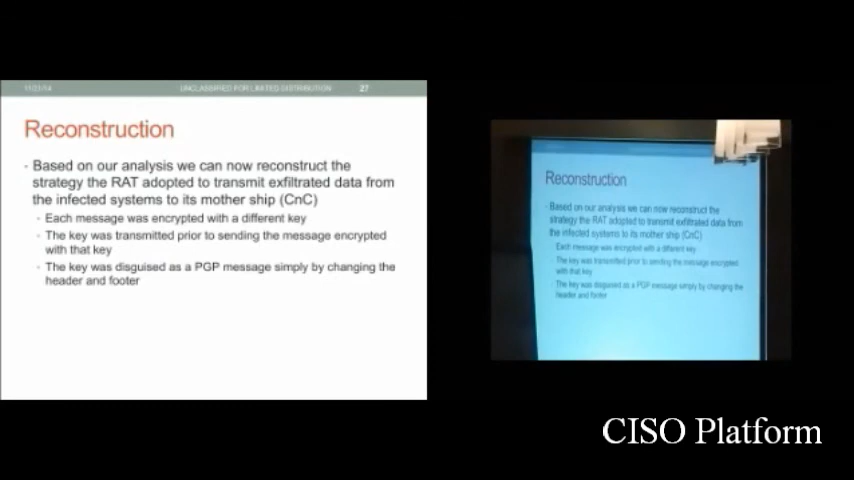 11/21/14 UNCLASSIFIED FOR LIMITED DISTRIBUTION 27
Reconstruction
Based on our analysis we can now reconstruct the
strategy the RAT adopted to transmit exfiltrated data from
the infected systems to its mother ship (CnC)
Each message was encrypted with a different key
The key was transmitted prior to sending the message encrypted
with that key
The key was disguised as a PGP message simply by changing the
header and footer
Reconstruction
Based on our analysis we can now reconstruct the
strategy the RAT adopted to transmit exfiltrated data from
the infected systems to its mother ship (CnC)
Each message was encrypted with a different key
The key was transmitted prior to sending the message encrypted
with that key
The key was disguised as a PGP message simply by changing the
header and footer
CISO Platform